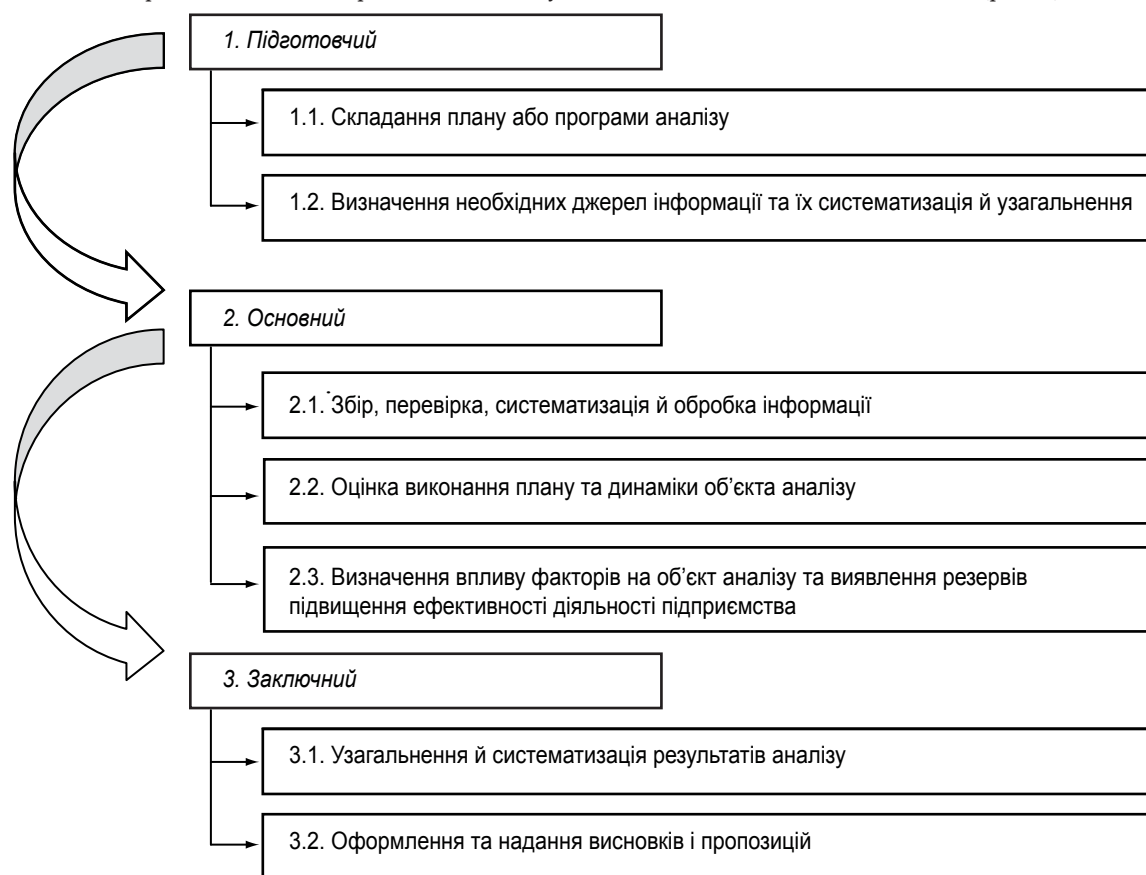 1. Підготовчий
1.1. Складання плану або програми аналізу
1.2. Визначення необхідних джерел інформації та їх систематизація й узагальнення
2. Основний
2.1. Збір, перевірка, систематизація й обробка інформації
2.2. Оцінка виконання плану та динаміки об’єкта аналізу
2.3. Визначення впливу факторів на об’єкт аналізу та виявлення резервів
підвищення ефективності діяльності підприємства
3. Заключний
3.1. Узагальнення й систематизація результатів аналізу
3.2. Оформлення та надання висновків і пропозицій